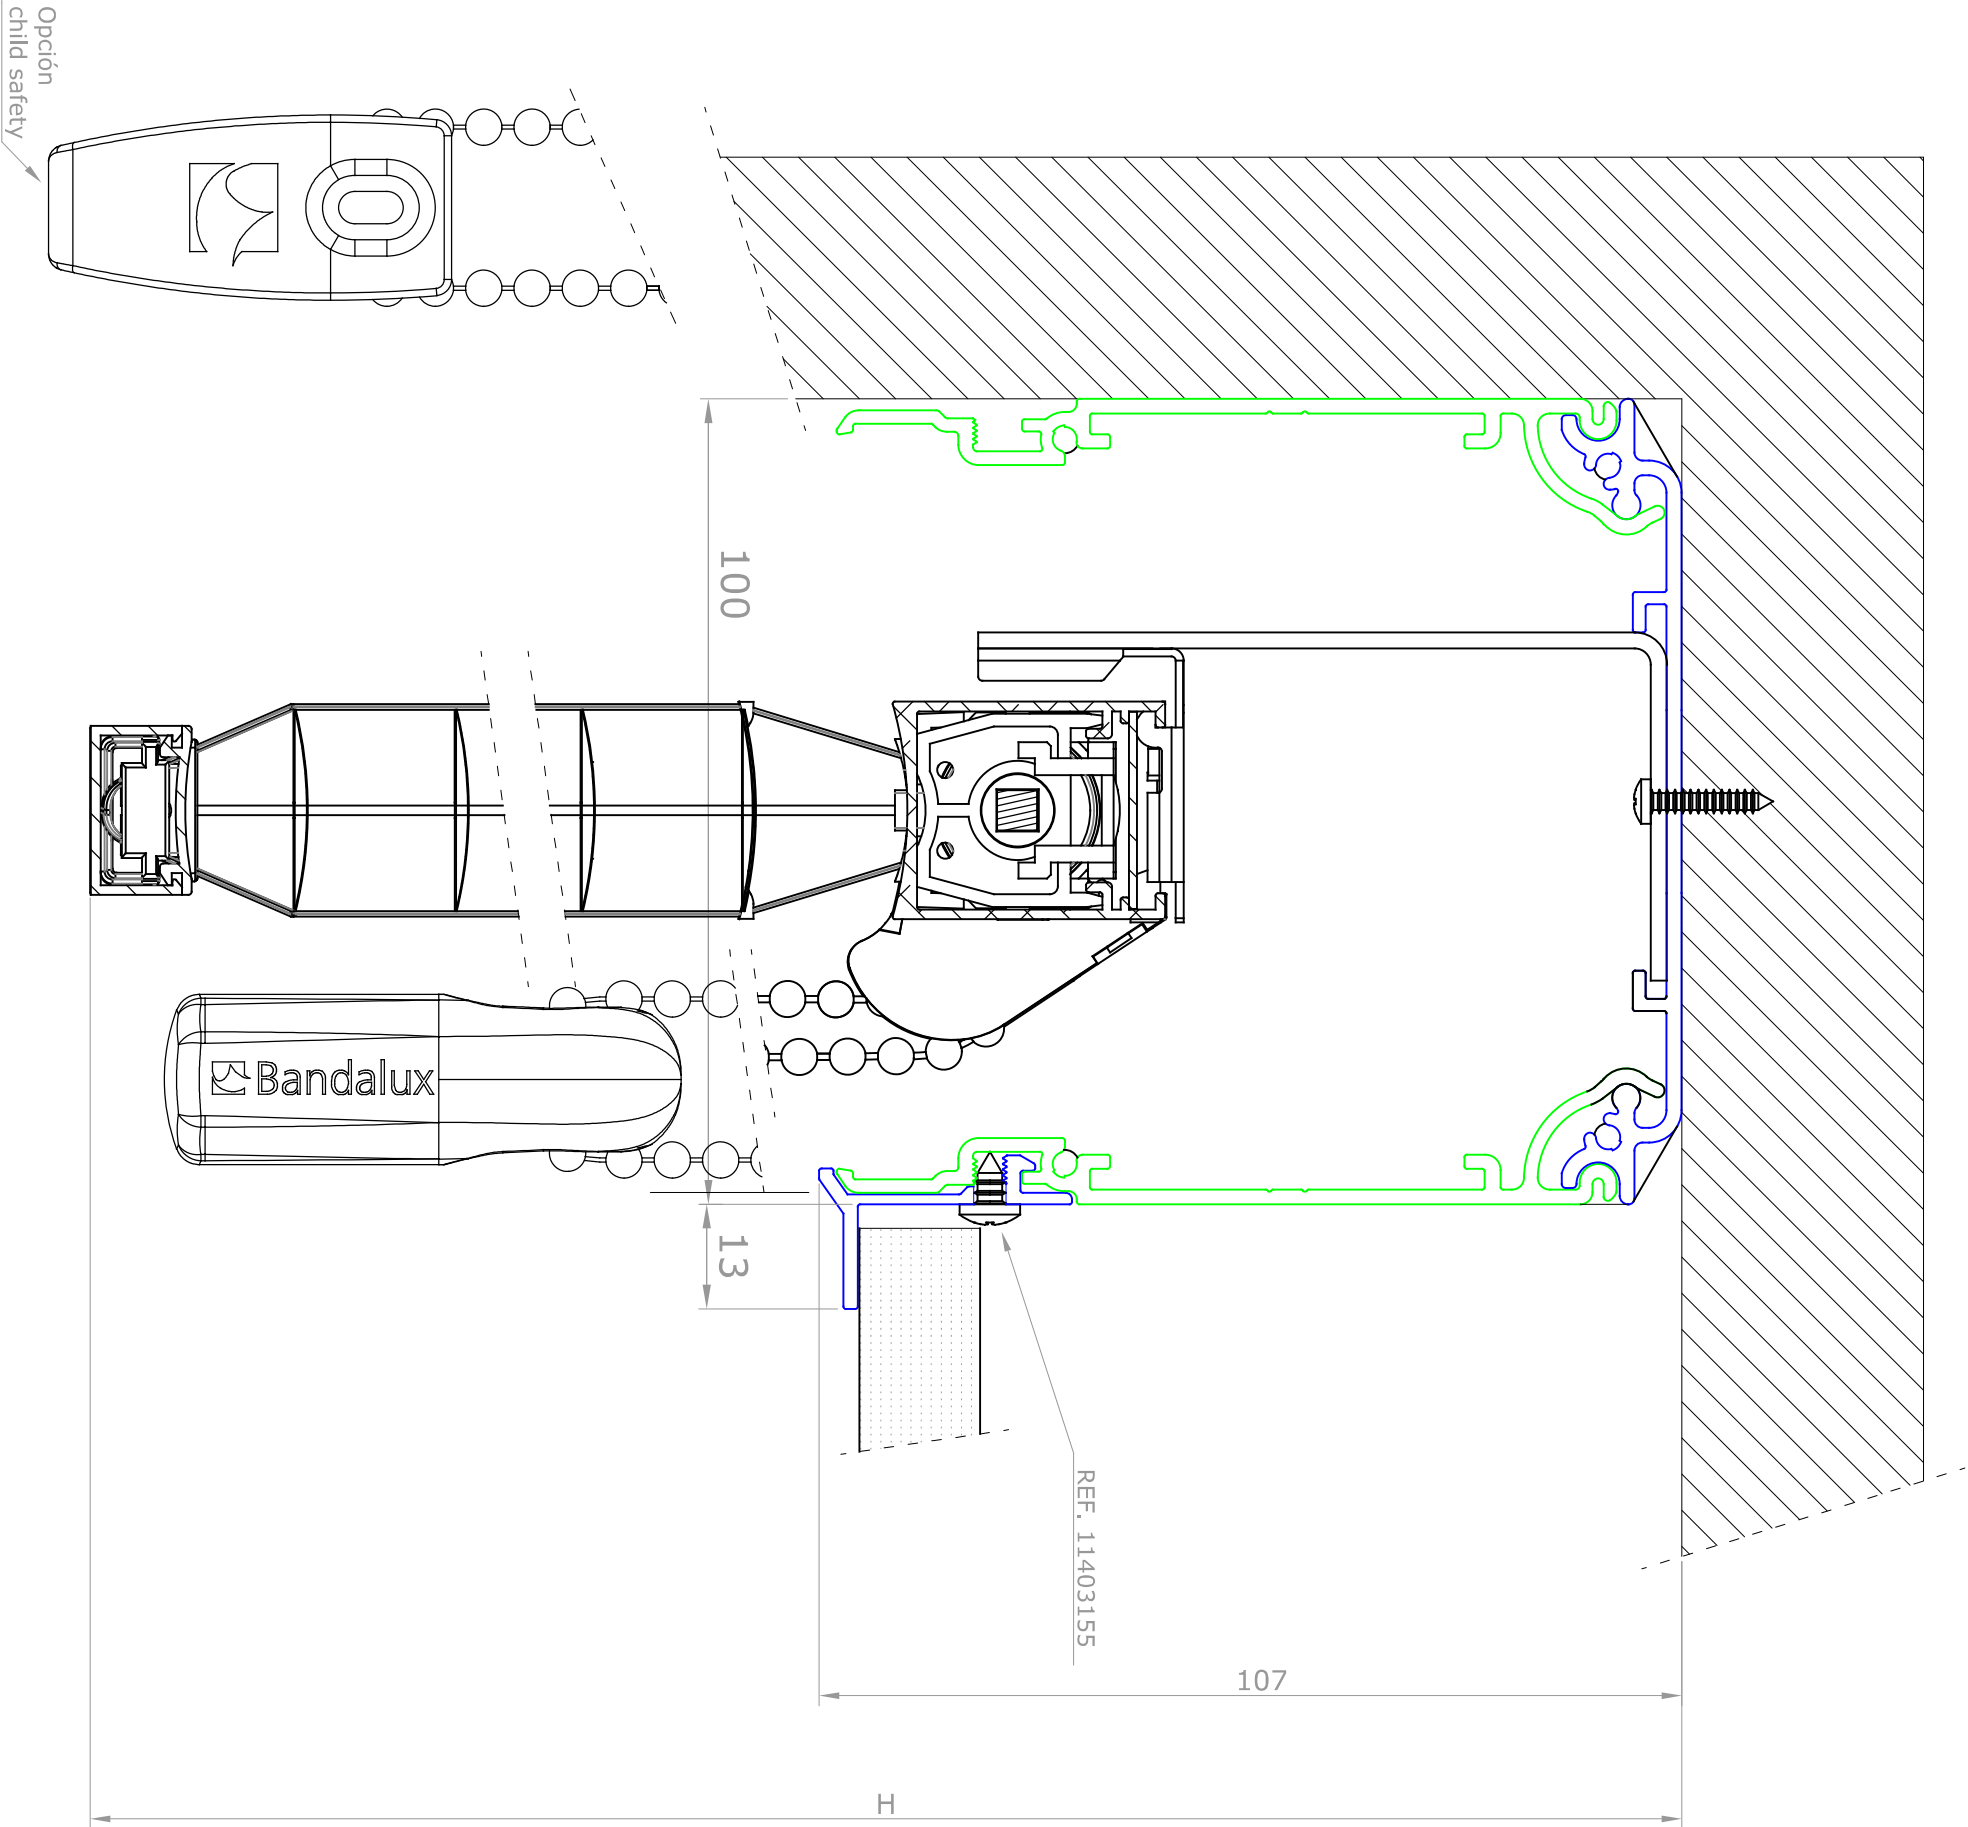 Opción
child safety
100
Bandalux
13
REF. 11403155
107
H